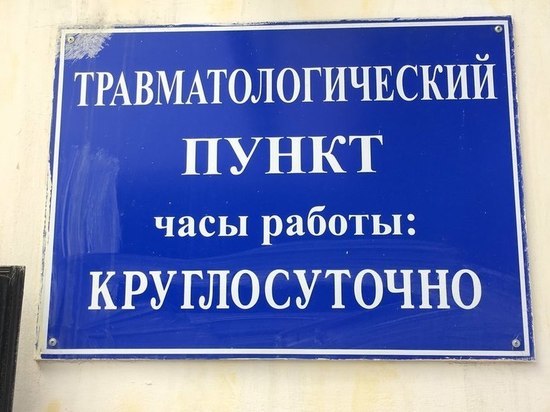 ТРАВМАТОЛОГИЧЕСКИЙ
ПУНКТ
часы работы:
КРУГЛОСУТОЧНО